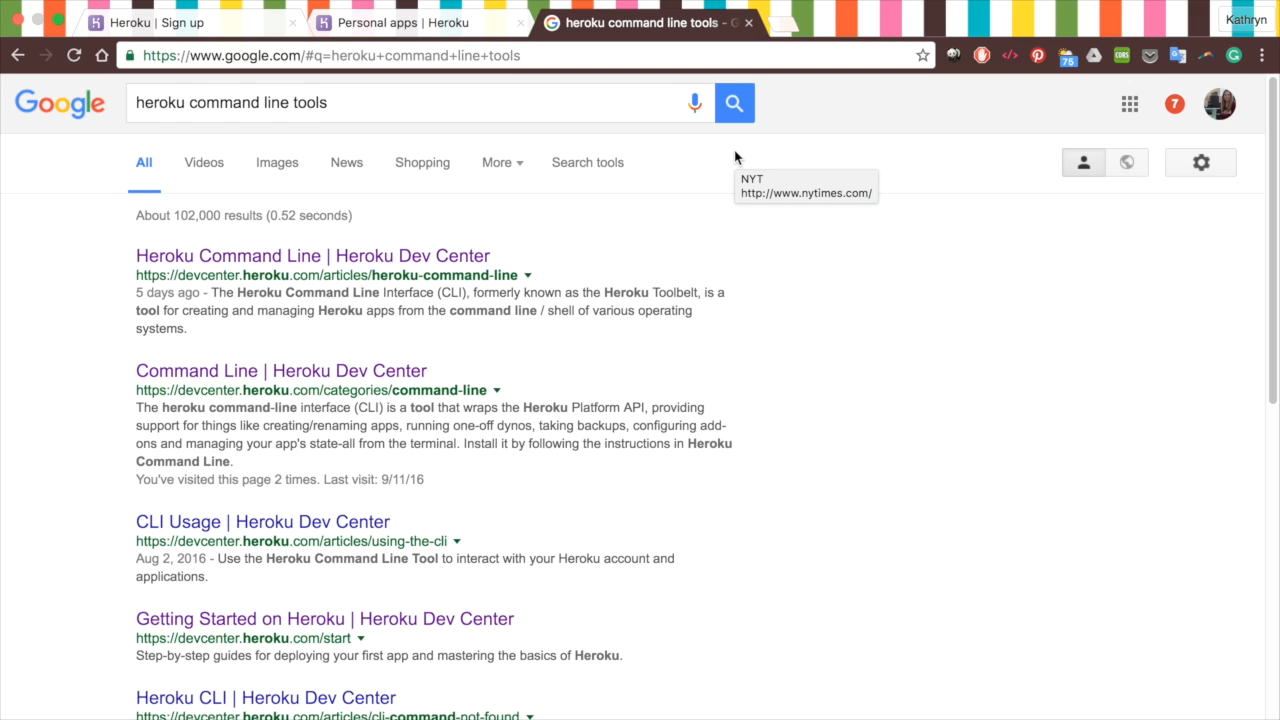 Heroku | Sign up
Personal apps | Heroku
heroku command line tools - G
Kathryn
https://www.google.com/#q=heroku+command+line+tools
75
CORS
Google
heroku command line tools
7
All
Videos
Images
News
Shopping
More
Search tools
NYT
http://www.nytimes.com/
About 102,000 results (0.52 seconds)
Heroku Command Line | Heroku Dev Center
https://devcenter.heroku.com/articles/heroku-command-line
5 days ago - The Heroku Command Line Interface (CLI), formerly known as the Heroku Toolbelt, is a
tool for creating and managing Heroku apps from the command line / shell of various operating
systems.
Command Line | Heroku Dev Center
https://devcenter.heroku.com/categories/command-line
The heroku command-line interface (CLI) is a tool that wraps the Heroku Platform API, providing
support for things like creating/renaming apps, running one-off dynos, taking backups, configuring add-
ons and managing your app's state-all from the terminal. Install it by following the instructions in Heroku
Command Line.
You've visited this page 2 times. Last visit: 9/11/16
CLI Usage | Heroku Dev Center
https://devcenter.heroku.com/articles/using-the-cli
Aug 2, 2016 - Use the Heroku Command Line Tool to interact with your Heroku account and
applications.
Getting Started on Heroku | Heroku Dev Center
https://devcenter.heroku.com/start
Step-by-step guides for deploying your first app and mastering the basics of Heroku.
Heroku CLI | Heroku Dev Center
https://devcenter.heroku.com/articles/cli-command-not-found